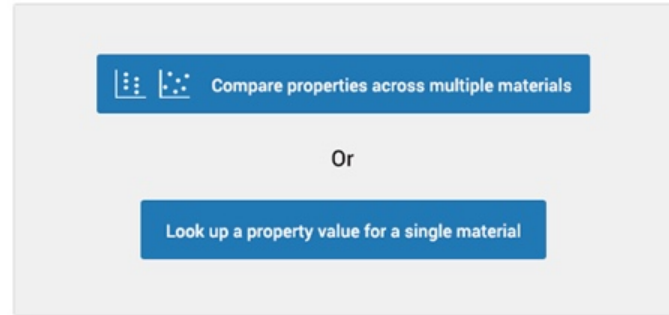 Compare properties across multiple materials
Or
Look up a property value for a single material